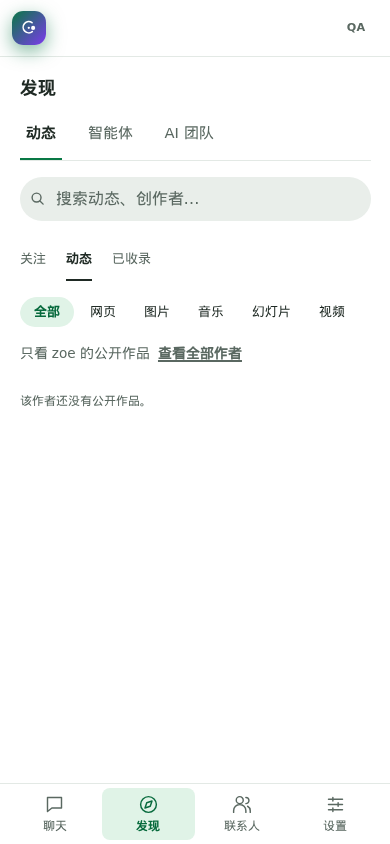 QA
发现
动态 智能体 AI 团队
搜索动态、创作者...
关注 动态 已收录
全部 网页 图片 音乐 幻灯片 视频
只看 zoe 的公开作品 查看全部作者
该作者还没有公开作品。
聊天 发现 联系人 设置